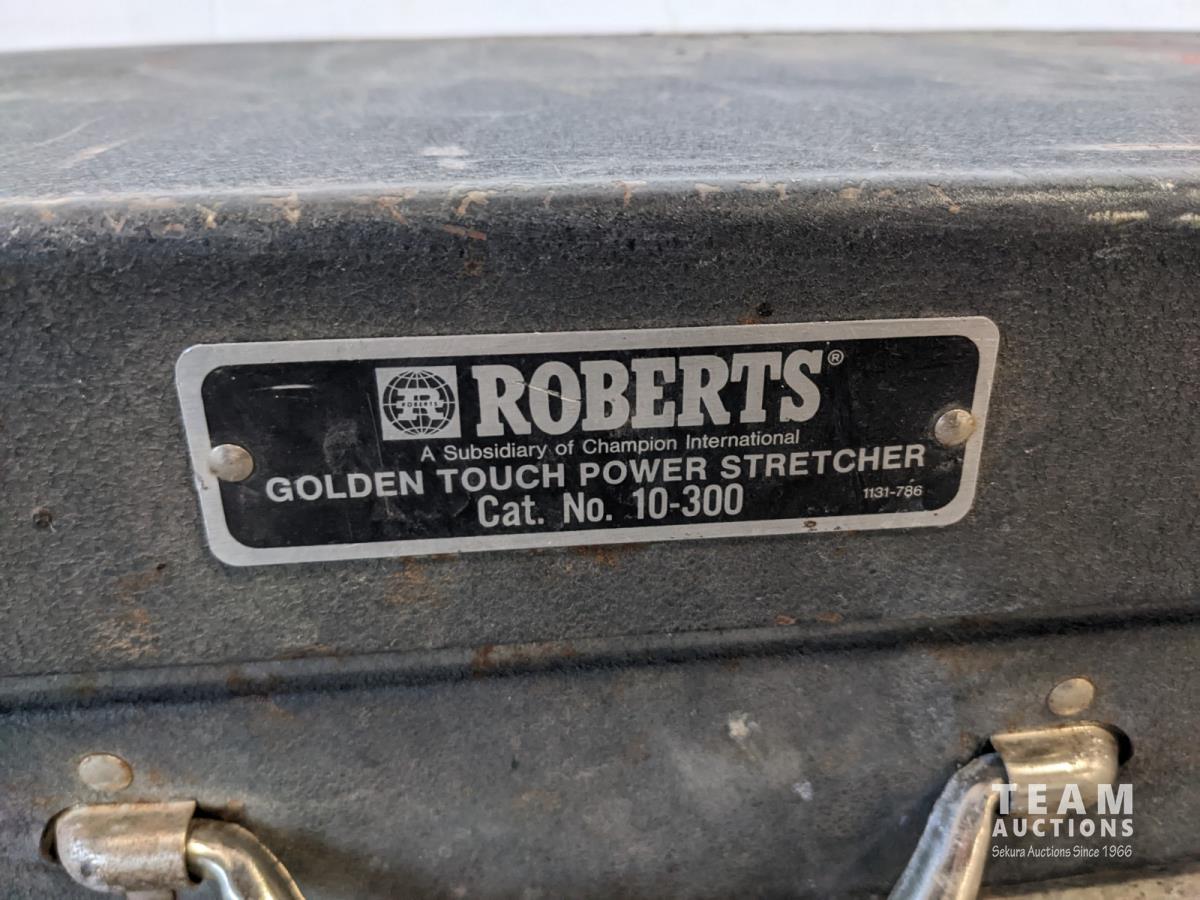 R
ROBERTS
ROBERTS®
A Subsidiary of Champion International
GOLDEN TOUCH POWER STRETCHER
Cat. No. 10-300
1131-786
TEAM
AUCTIONS
Sekura Auctions Since 1966